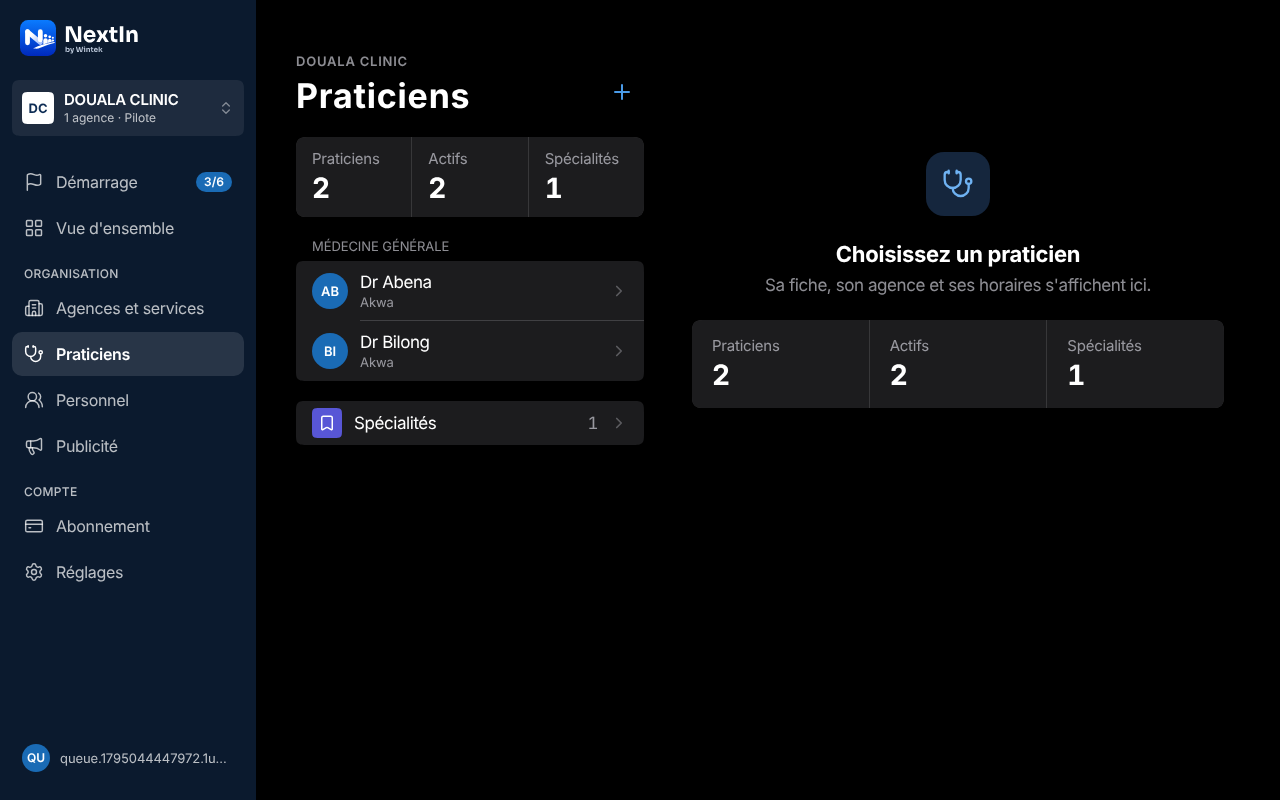 NextIn
by Wintek
DC
DOUALA CLINIC
1 agence · Pilote
Démarrage
3/6
Vue d'ensemble
ORGANISATION
Agences et services
Praticiens
Personnel
Publicité
COMPTE
Abonnement
Réglages
QU
queue.1795044447972.1u...
DOUALA CLINIC
Praticiens
Praticiens
2
Actifs
2
Spécialités
1
MÉDECINE GÉNÉRALE
AB
Dr Abena
Akwa
BI
Dr Bilong
Akwa
Spécialités
1
Choisissez un praticien
Sa fiche, son agence et ses horaires s'affichent ici.
Praticiens
2
Actifs
2
Spécialités
1